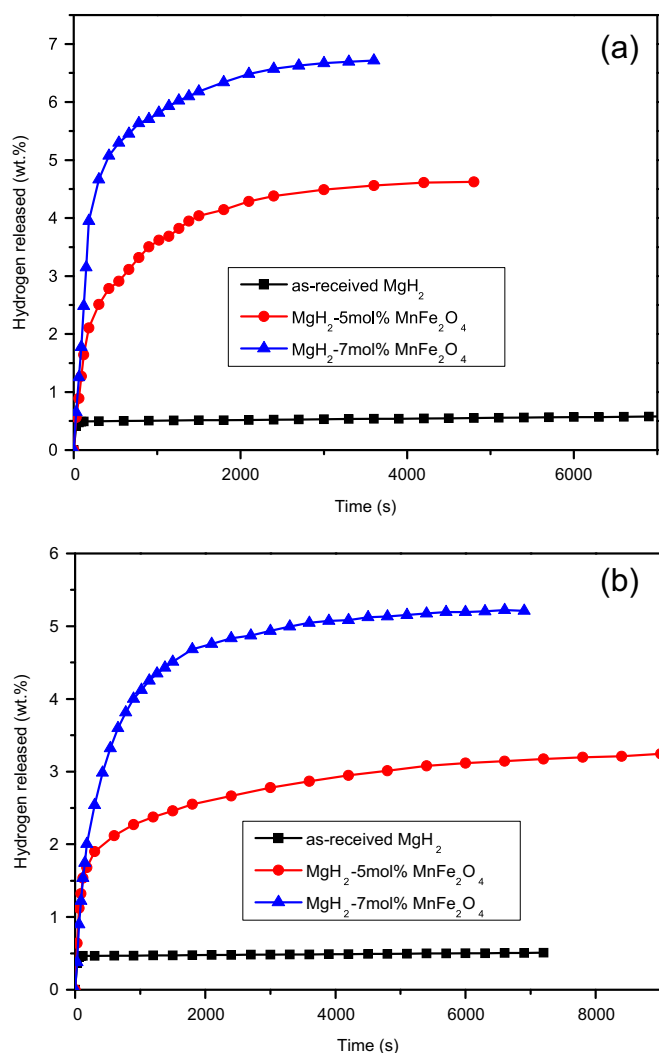 (a)
7
6
5
4
3
2
1
0
Hydrogen released (wt.%)
as-received MgH₂
MgH₂-5mol% MnFe₂O₄
MgH₂-7mol% MnFe₂O₄
0 2000 4000 6000
Time (s)
(b)
6
5
4
3
2
1
0
Hydrogen released (wt.%)
as-received MgH₂
MgH₂-5mol% MnFe₂O₄
MgH₂-7mol% MnFe₂O₄
0 2000 4000 6000 8000
Time (s)